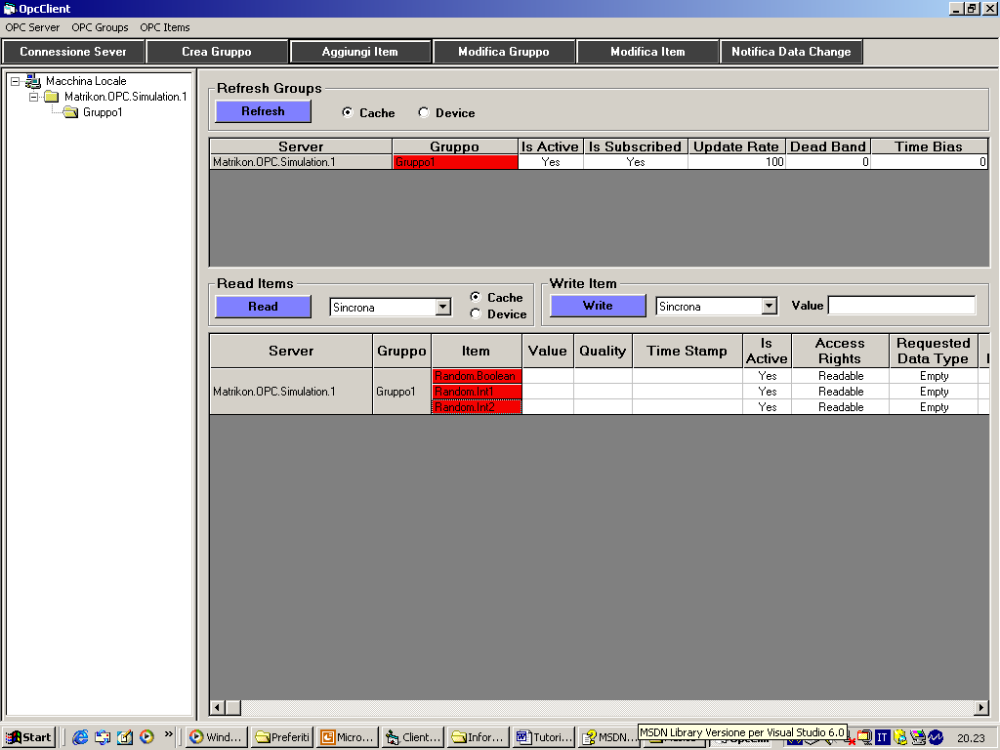 OpcClient
OPC Server OPC Groups OPC Items
Connessione Sever Crea Gruppo Aggiungi Item Modifica Gruppo Modifica Item Notifica Data Change
Macchina Locale
Matrikon.OPC.Simulation.1
Gruppo1
Refresh Groups
Refresh Cache Device
Server Gruppo Is Active Is Subscribed Update Rate Dead Band Time Bias
Matrikon.OPC.Simulation.1 Gruppo1 Yes Yes 100 0 0
Read Items
Read Sincrona Cache
Device
Write Item
Write Sincrona Value
Server Gruppo Item Value Quality Time Stamp Is Active Access Rights Requested Data Type
Random.Boolean Yes Readable Empty
Matrikon.OPC.Simulation.1 Gruppo1 Random.Int1 Yes Readable Empty
Random.Int2 Yes Readable Empty
MSDN Library Versione per Visual Studio 6.0
Start » Wind... Preferiti Micro... Client... Infor... Tutori... MSDN... IT 20.23